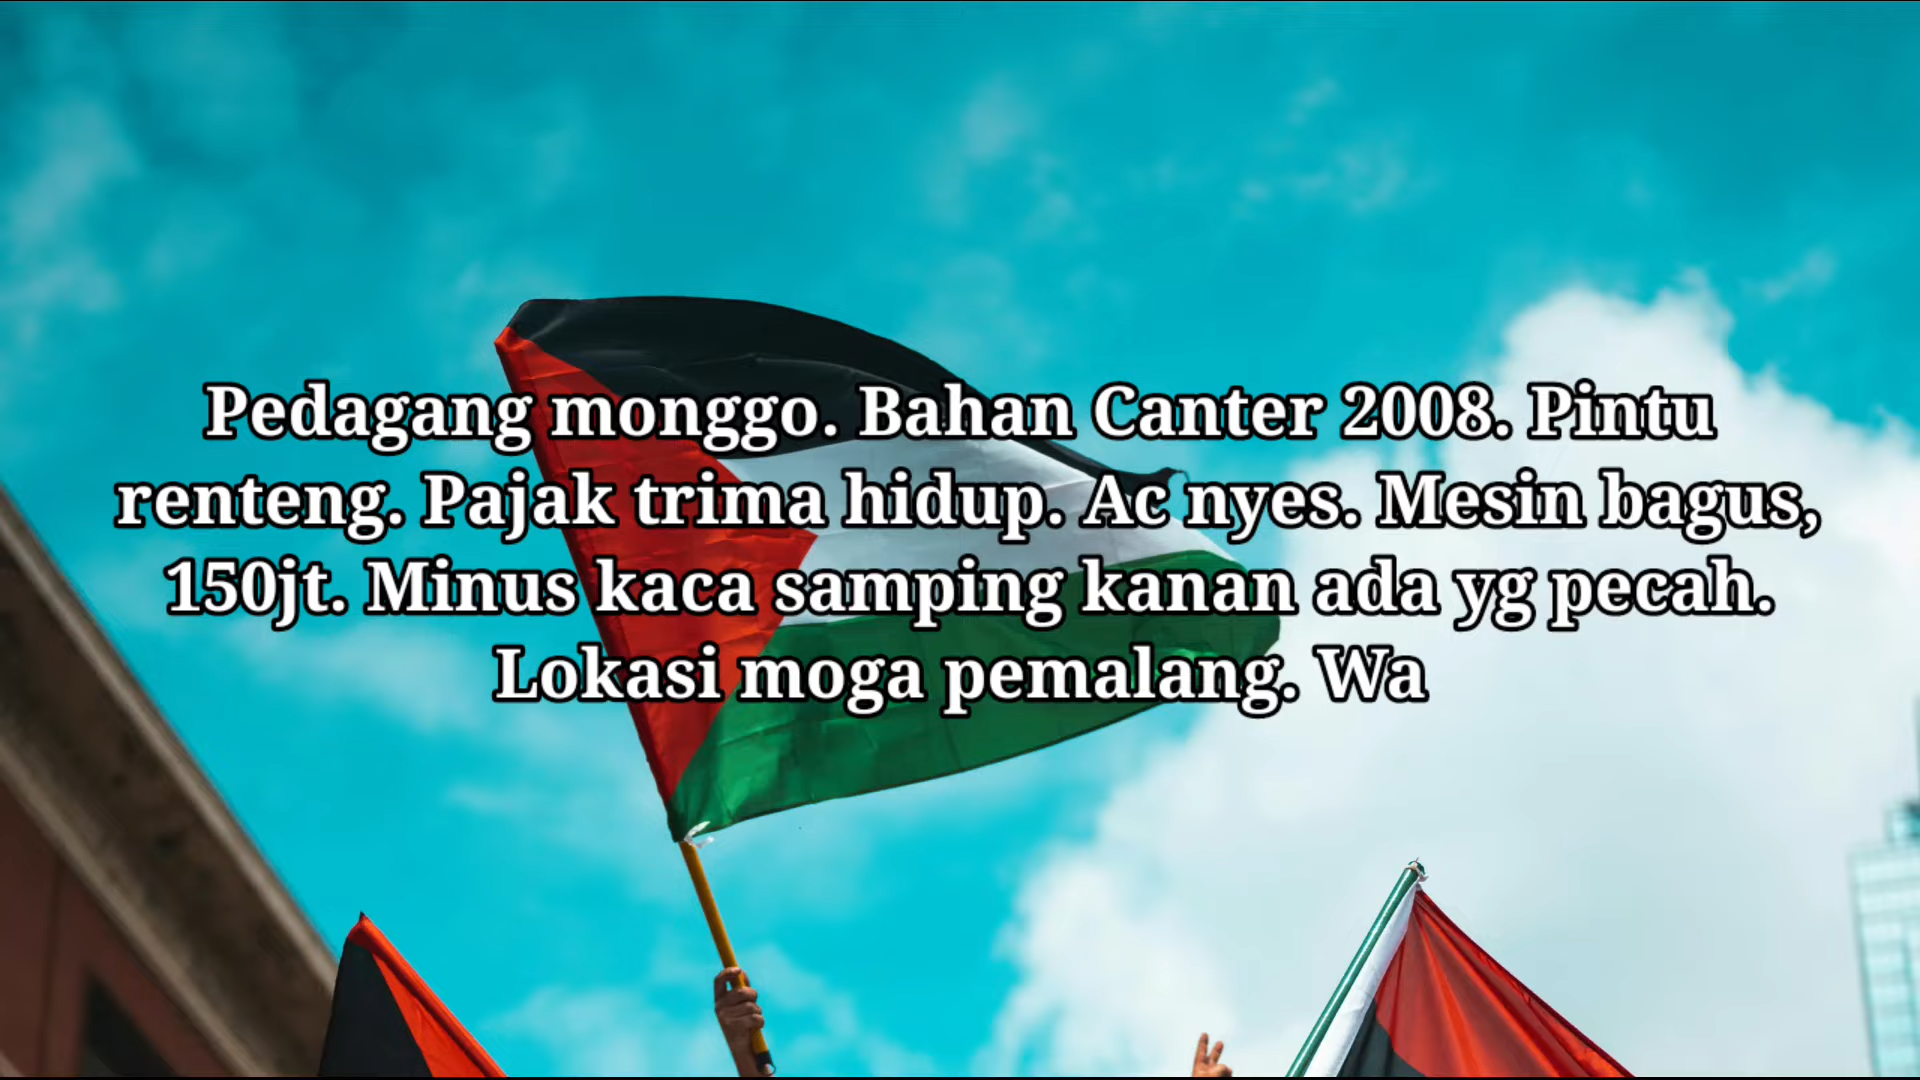 Pedagang monggo. Bahan Canter 2008. Pintu
renteng. Pajak trima hidup. Ac nyes. Mesin bagus,
150jt. Minus kaca samping kanan ada yg pecah.
Lokasi moga pemalang. Wa